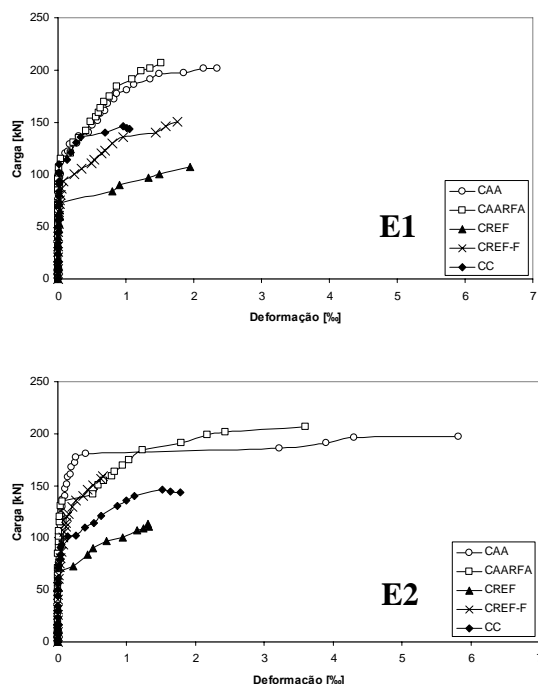 250
200
150
100
50
0
Carga [kN]
0 1 2 3 4 5 6 7
Deformação [‰]
E1
CAA
CAARFA
CREF
CREF-F
CC
250
200
150
100
50
0
Carga [kN]
0 1 2 3 4 5 6 7
Deformação [‰]
E2
CAA
CAARFA
CREF
CREF-F
CC